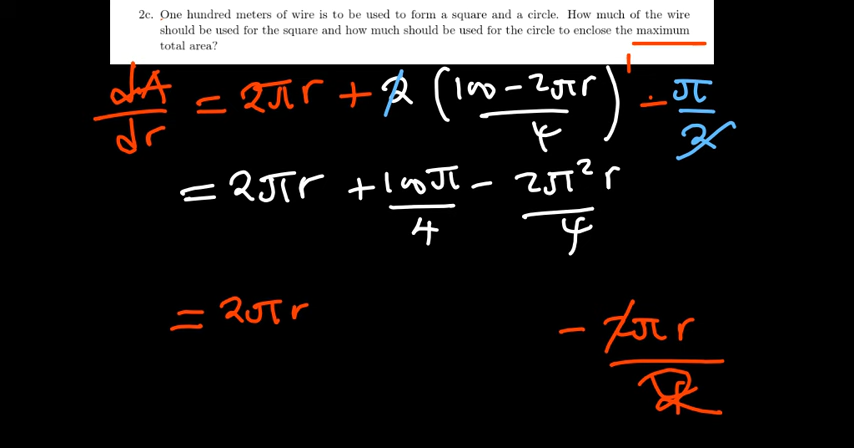 2c. One hundred meters of wire is to be used to form a square and a circle. How much of the wire
should be used for the square and how much should be used for the circle to enclose the maximum
total area?
dA/dr = 2πr + 2 ((100 - 2πr)/4)^1 - π/2
= 2πr + 100π/4 - 2π²r/4
= 2πr - 2πr/